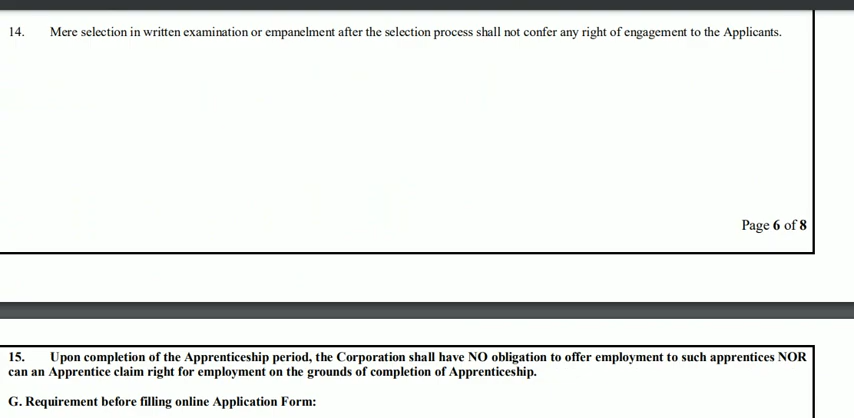 14. Mere selection in written examination or empanelment after the selection process shall not confer any right of engagement to the Applicants.
Page 6 of 8
15. Upon completion of the Apprenticeship period, the Corporation shall have NO obligation to offer employment to such apprentices NOR
can an Apprentice claim right for employment on the grounds of completion of Apprenticeship.
G. Requirement before filling online Application Form: